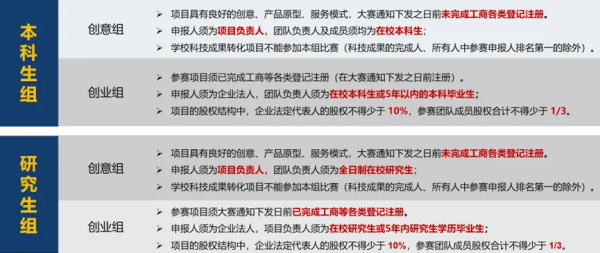 本科生组
创意组
项目具有良好的创意、产品原型、服务模式，大赛通知下发之日前未完成工商各类登记注册。
申报人须为项目负责人，团队负责人及成员须均为在校本科生；
学校科技成果转化项目不能参加本组比赛（科技成果的完成人、所有人中参赛申报人排名第一的除外）。
创业组
参赛项目须已完成工商等各类登记注册（在大赛通知下发之日前注册）。
申报人须为企业法人，团队负责人须为在校本科生或5年以内的本科毕业生；
项目的股权结构中，企业法定代表人的股权不得少于 10%，参赛团队成员股权合计不得少于 1/3。
研究生组
创意组
项目具有良好的创意、产品原型、服务模式，大赛通知下发之日前未完成工商各类登记注册。
申报人须为项目负责人，团队负责人须为全日制在校研究生；
学校科技成果转化项目不能参加本组比赛（科技成果的完成人、所有人中参赛申报人排名第一的除外）。
创业组
参赛项目须大赛通知下发日前已完成工商等各类登记注册。
申报人须为企业法人，项目负责人须为在校研究生或5年内研究生学历毕业生；
项目的股权结构中，企业法定代表人的股权不得少于 10%，参赛团队成员股权合计不得少于 1/3。